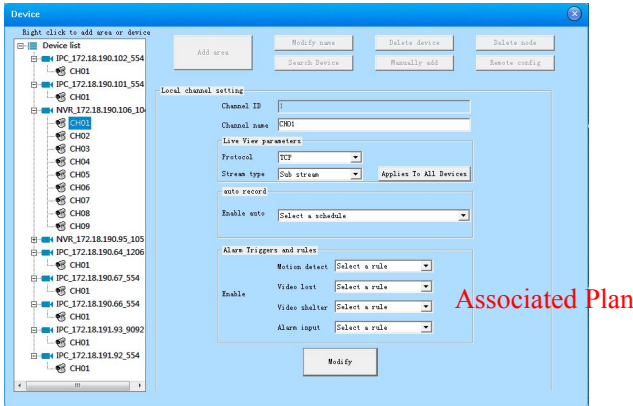 Device
Right click to add area or device
Device list
IPC_172.18.190.102_554
CH01
IPC_172.18.190.101_554
CH01
NVR_172.18.190.106_10
CH01
CH02
CH03
CH04
CH05
CH06
CH07
CH08
CH09
NVR_172.18.190.95_105
IPC_172.18.190.64_1206
CH01
IPC_172.18.190.67_554
CH01
IPC_172.18.190.66_554
CH01
IPC_172.18.191.93_9092
CH01
IPC_172.18.191.92_554
CH01
Add area
Modify name
Delete device
Delete node
Search Device
Manually add
Remote config
Local channel setting
Channel ID 1
Channel name CH01
Live View parameters
Protocol TCP
Stream type Sub stream Applies To All Devices
auto record
Enable auto Select a schedule
Alarm Triggers and rules
Enable
Motion detect Select a rule
Video lost Select a rule
Video shelter Select a rule
Alarm input Select a rule
Associated Plan
Modify